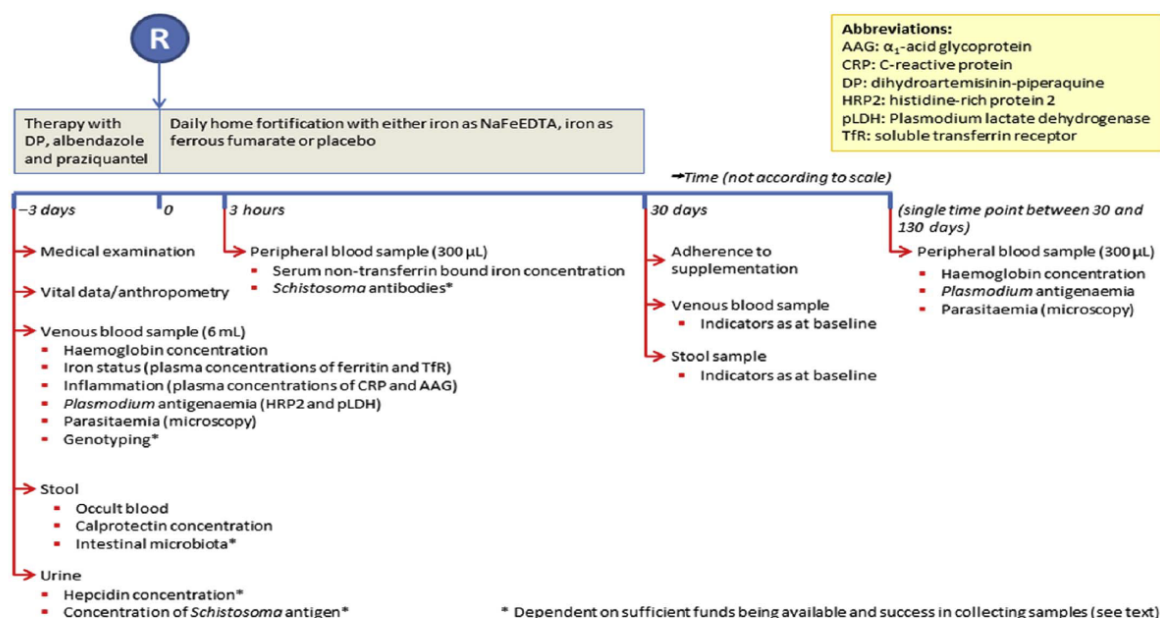 R
Abbreviations:
AAG: α₁-acid glycoprotein
CRP: C-reactive protein
DP: dihydroartemisinin-piperaquine
HRP2: histidine-rich protein 2
pLDH: Plasmodium lactate dehydrogenase
TfR: soluble transferrin receptor
Therapy with
DP, albendazole
and praziquantel
Daily home fortification with either iron as NaFeEDTA, iron as
ferrous fumarate or placebo
Time (not according to scale)
−3 days
0
3 hours
30 days
(single time point between 30 and
130 days)
Medical examination
Vital data/anthropometry
Venous blood sample (6 mL)
▪ Haemoglobin concentration
▪ Iron status (plasma concentrations of ferritin and TfR)
▪ Inflammation (plasma concentrations of CRP and AAG)
▪ Plasmodium antigenaemia (HRP2 and pLDH)
▪ Parasitaemia (microscopy)
▪ Genotyping*
Stool
▪ Occult blood
▪ Calprotectin concentration
▪ Intestinal microbiota*
Urine
▪ Hepcidin concentration*
▪ Concentration of Schistosoma antigen*
Peripheral blood sample (300 µL)
▪ Serum non-transferrin bound iron concentration
▪ Schistosoma antibodies*
Adherence to
supplementation
Venous blood sample
▪ Indicators as at baseline
Stool sample
▪ Indicators as at baseline
Peripheral blood sample (300 µL)
▪ Haemoglobin concentration
▪ Plasmodium antigenaemia
▪ Parasitaemia (microscopy)
* Dependent on sufficient funds being available and success in collecting samples (see text)